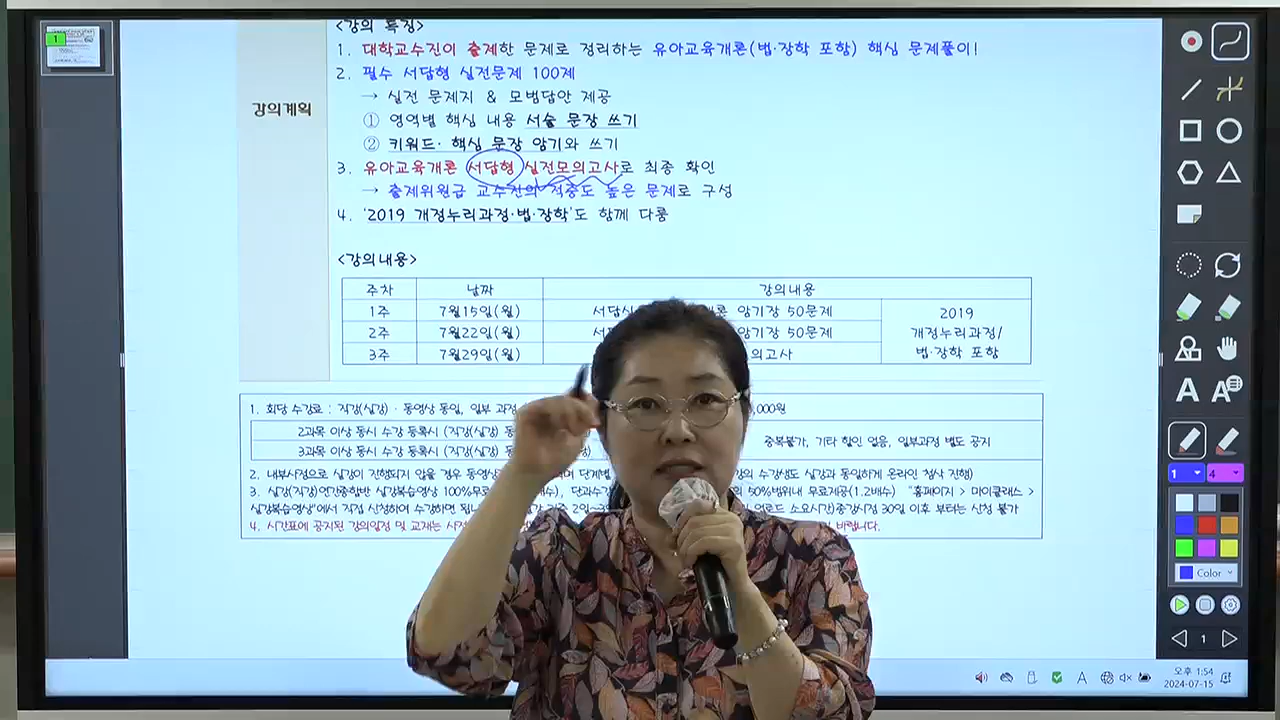 <강의 특징>
1. 대학교수진이 출제한 문제로 정리하는 유아교육개론(법·장학 포함) 핵심 문제풀이!
2. 필수 서답형 실전문제 100제
→ 실전 문제지 & 모범답안 제공
① 영역별 핵심 내용 서술 문장 쓰기
② 키워드· 핵심 문장 암기와 쓰기
강의계획
3. 유아교육개론 서답형 실전모의고사로 최종 확인
→ 출제위원급 교수진의 적중도 높은 문제로 구성
4. '2019 개정누리과정·법·장학'도 함께 다룸
<강의내용>
주차 날짜 강의내용
1주 7월15일(월) 암기장 50문제
2주 7월22일(월) 암기장 50문제
3주 7월29일(월) 의고사
2019
개정누리과정/
법·장학 포함
1. 회당 수강료 : 직강(실강) · 동영상 동일, 일부 과정 ,000원
2과목 이상 동시 수강 등록시 (직강(실강) 동
3과목 이상 동시 수강 등록시 (직강(실강)
중복불가, 기타 할인 없음, 일부과정 별도 공지
2. 내부사정으로 실강이 진행되지 않을 경우 동영상 수강생도 실강과 동일하게 온라인 첨삭 진행)
3. 실강(직강)연간종합반 실강복습영상 100%무료 배수), 단과수강 50%범위내 무료제공(1.2배수) "홈페이지 > 마이클래스 >
실강복습영상"에서 직접 신청하여 수강하면 됩니 업로드 소요시간)종강시점 30일 이후 부터는 신청 불가
4. 시간표에 공지된 강의일정 및 교재는 사정 바랍니다.
1
A
A
1 4
Color
1
A
오후 1:54
2024-07-15